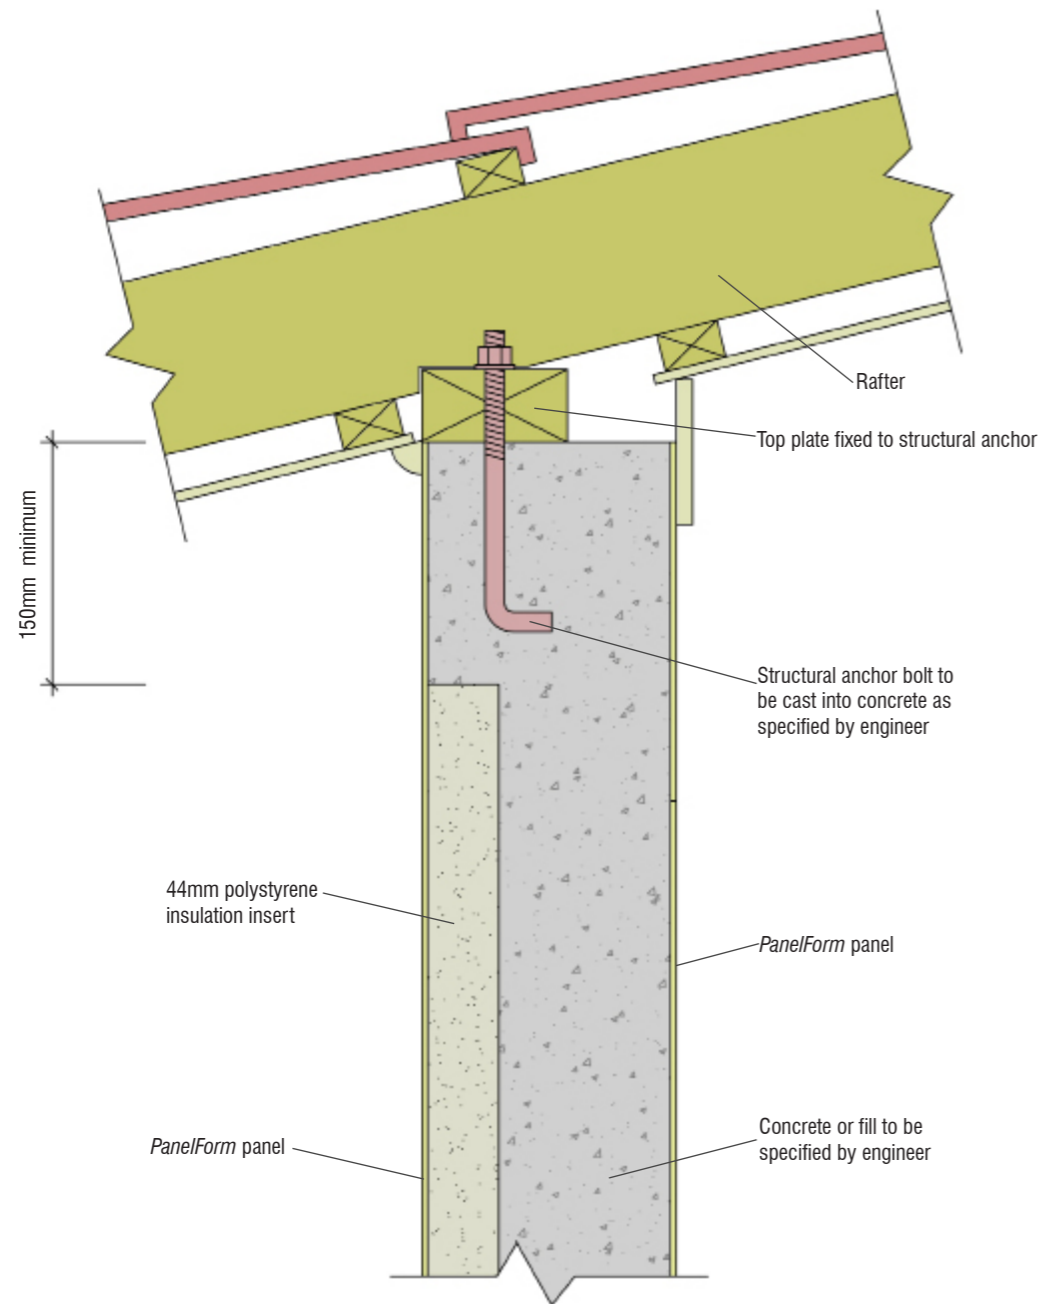 Rafter
Top plate fixed to structural anchor
150mm minimum
Structural anchor bolt to
be cast into concrete as
specified by engineer
44mm polystyrene
insulation insert
PanelForm panel
Concrete or fill to be
specified by engineer
PanelForm panel